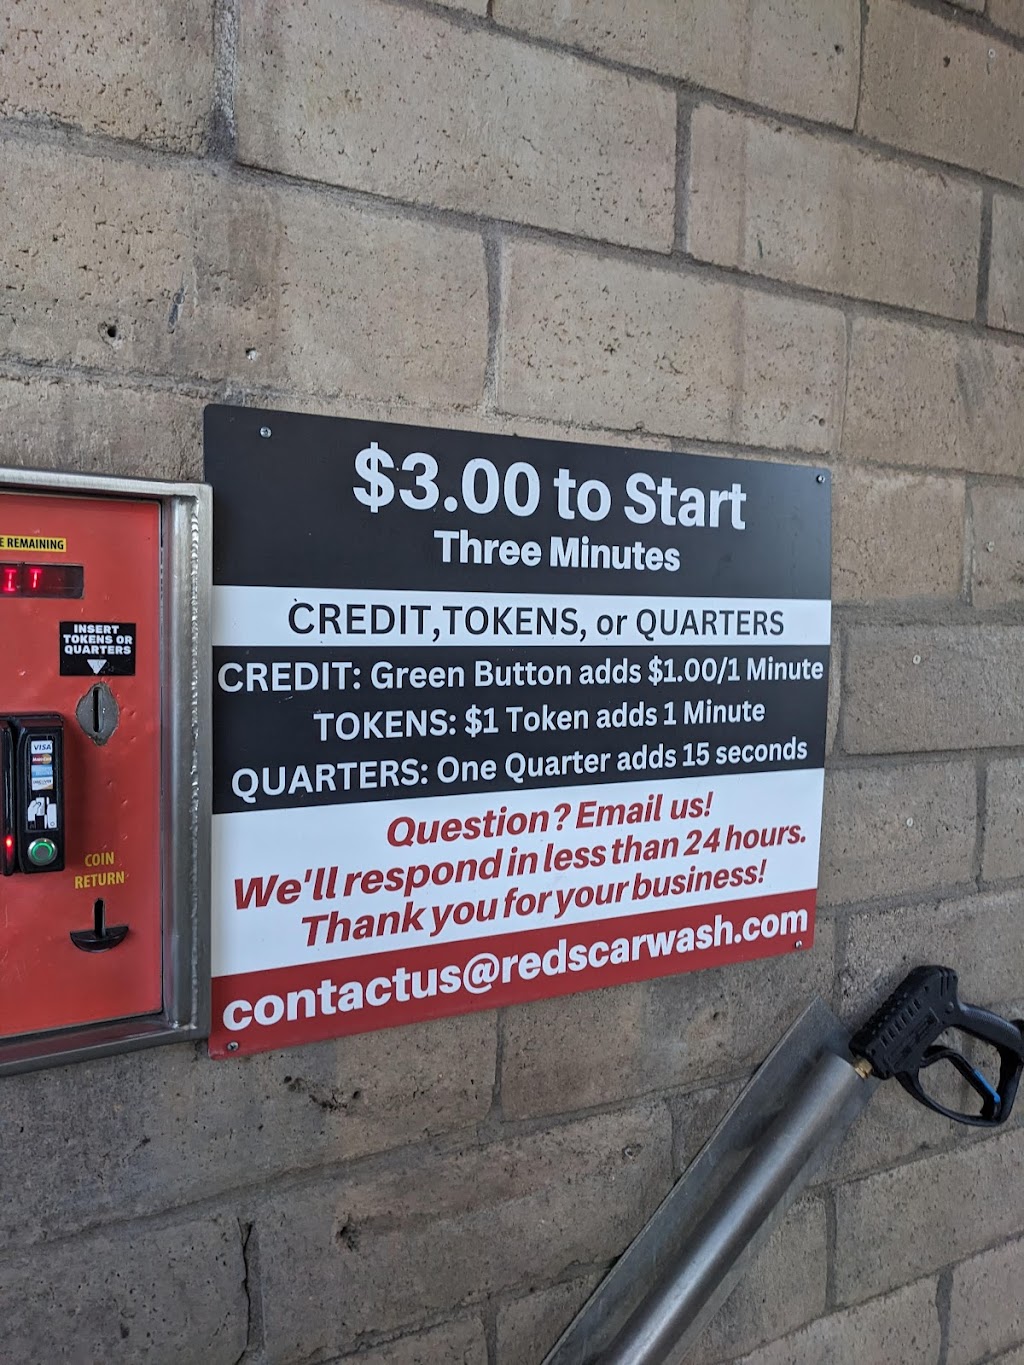 $3.00 to Start
Three Minutes
CREDIT, TOKENS, or QUARTERS
CREDIT: Green Button adds $1.00/1 Minute
TOKENS: $1 Token adds 1 Minute
QUARTERS: One Quarter adds 15 seconds
Question? Email us!
We'll respond in less than 24 hours.
Thank you for your business!
contactus@redscarwash.com
REMAINING
INSERT
TOKENS OR
QUARTERS
VISA
COIN
RETURN